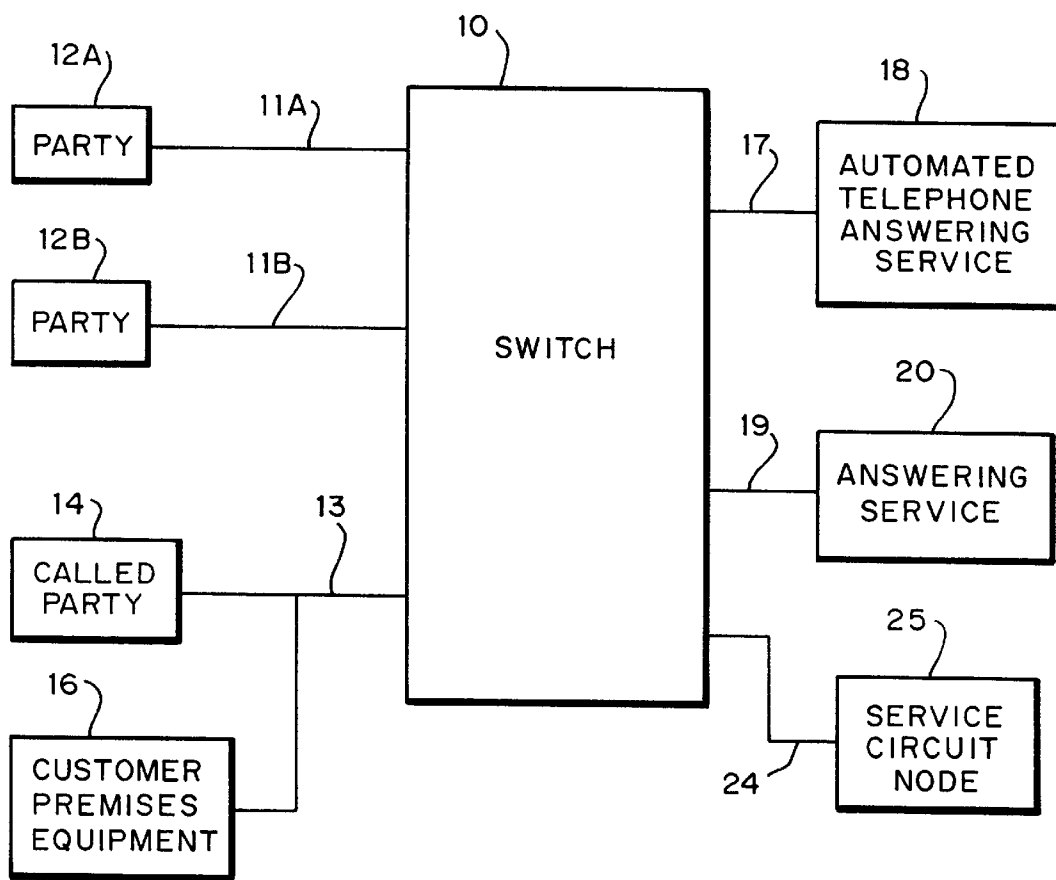 10
12A
11A
PARTY
17
18
AUTOMATED
TELEPHONE
ANSWERING
SERVICE
12B
11B
PARTY
SWITCH
19
20
ANSWERING
SERVICE
14
13
CALLED
PARTY
16
CUSTOMER
PREMISES
EQUIPMENT
24
25
SERVICE
CIRCUIT
NODE